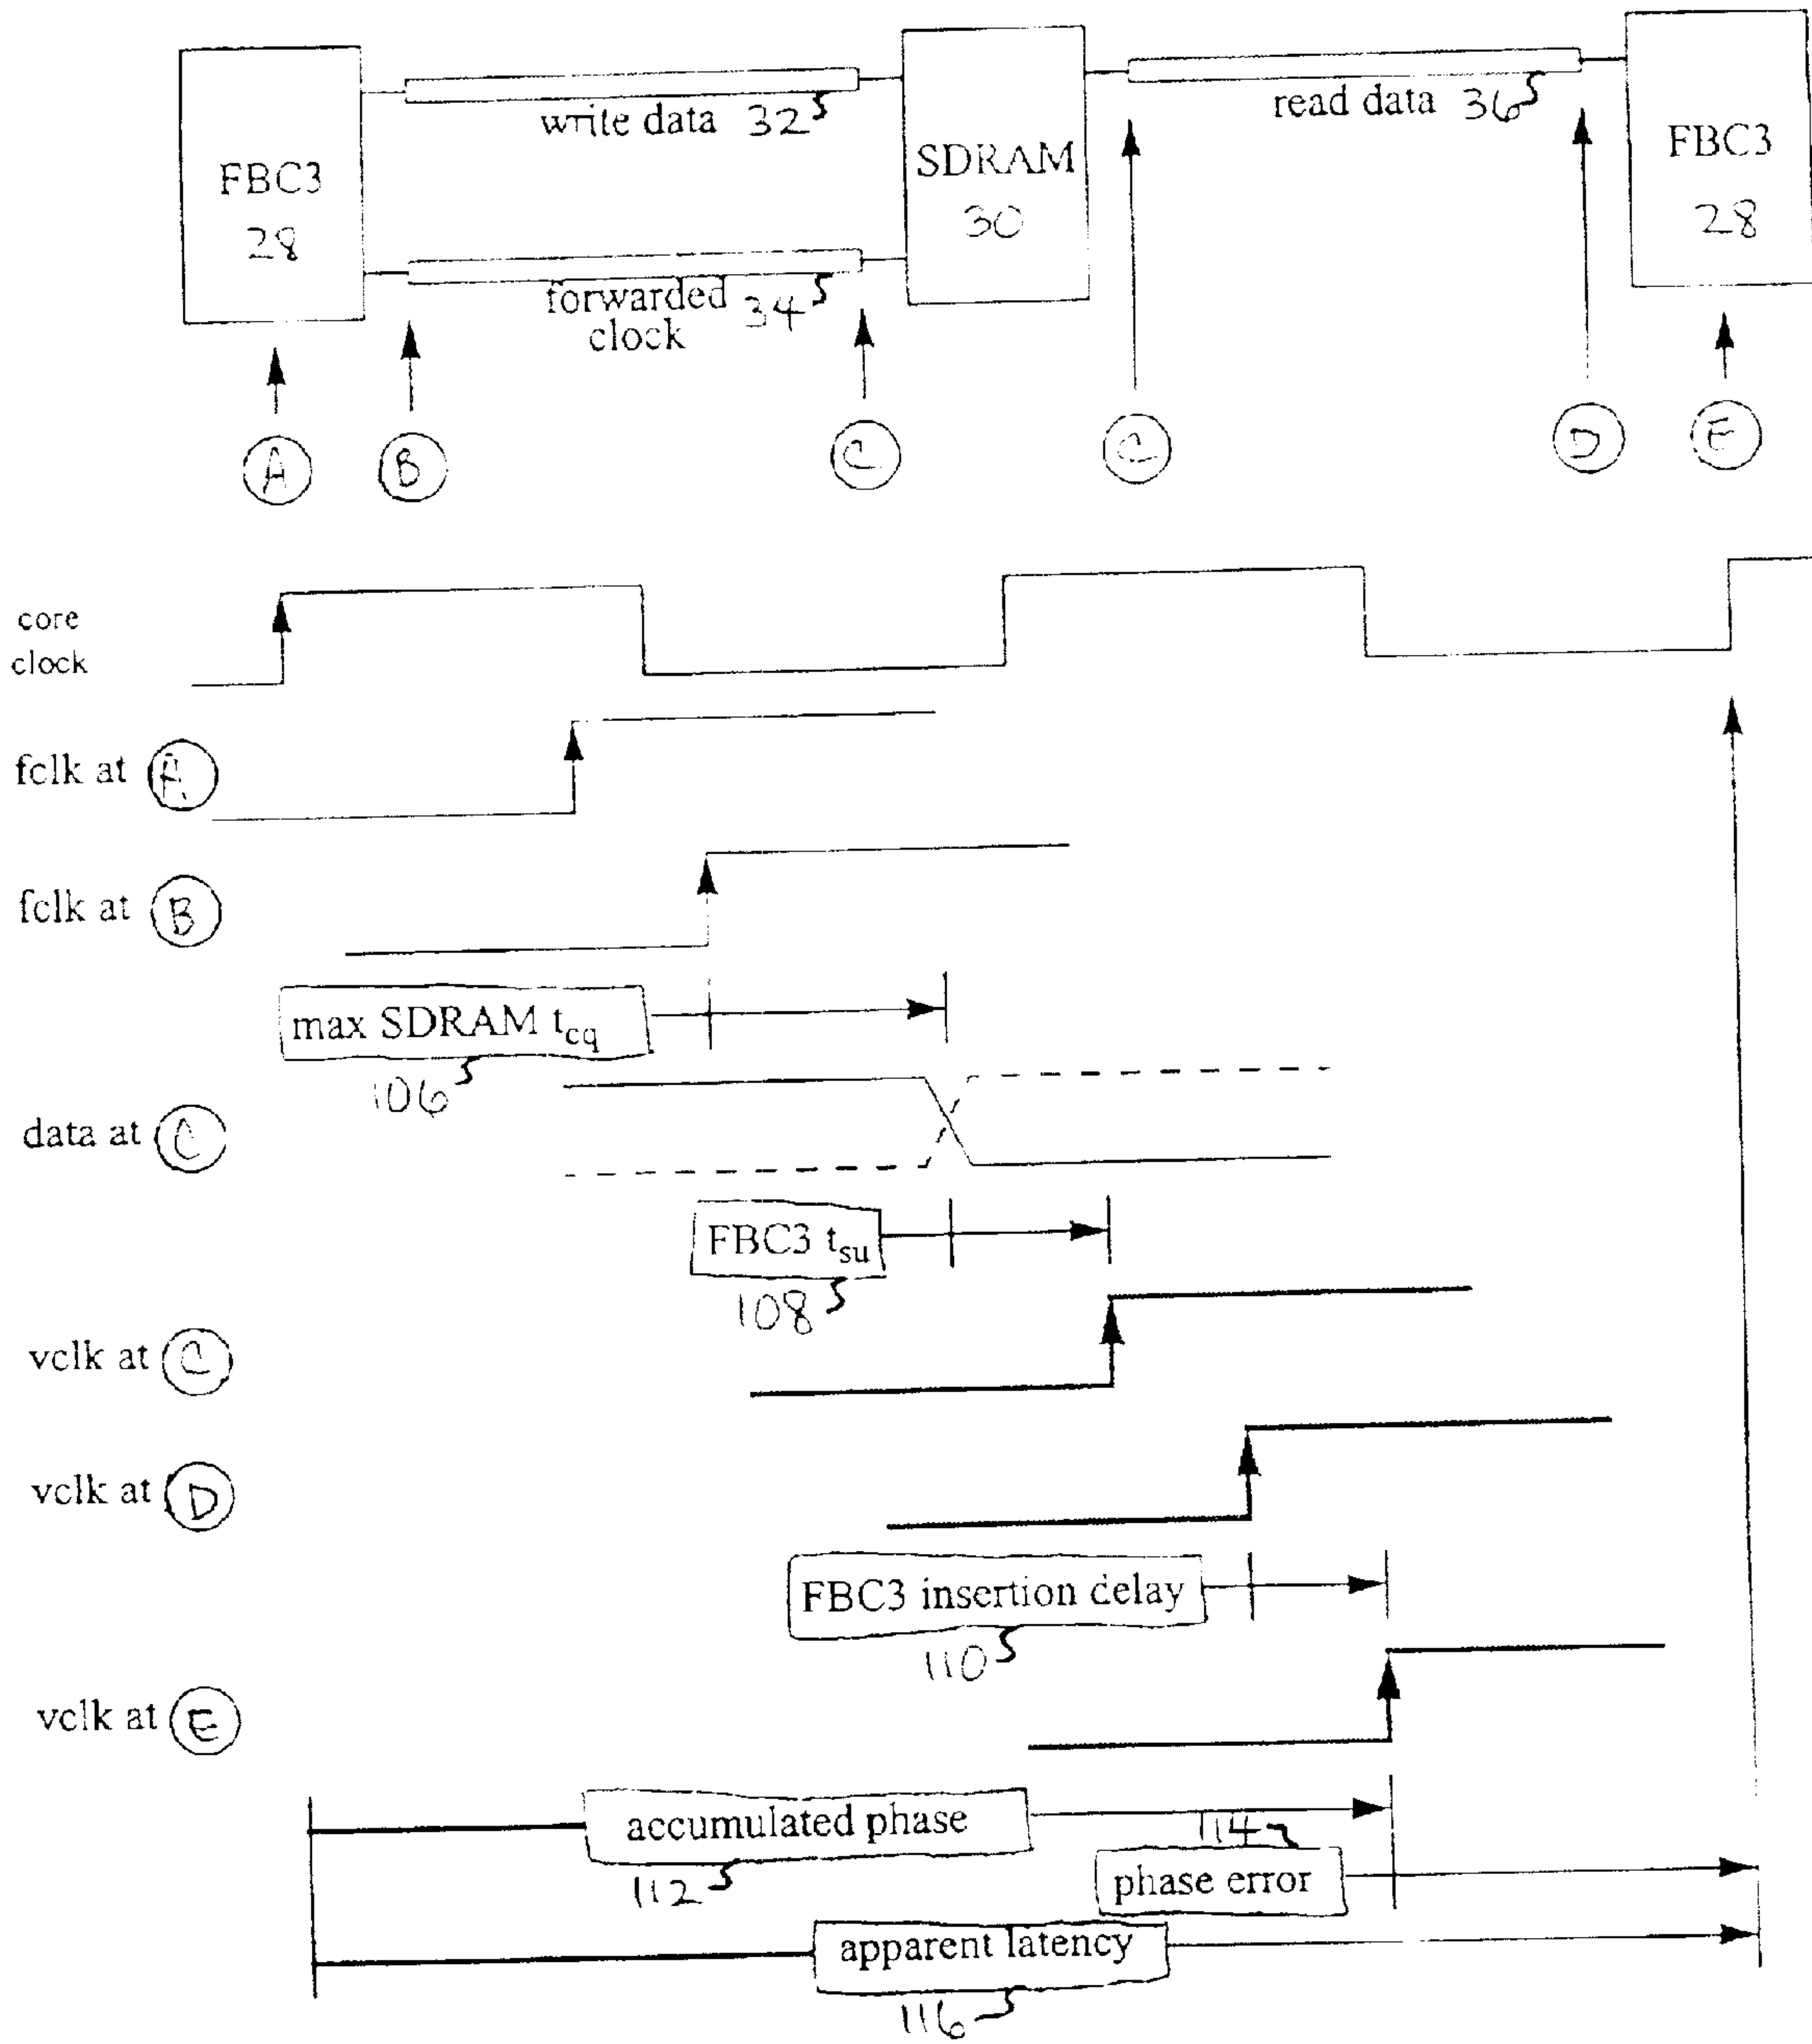 FBC3
28
write data 32
forwarded 34
clock
SDRAM
30
read data 36
FBC3
28
A
B
C
C
D
E
core
clock
fclk at A
fclk at B
max SDRAM tcq
106
data at C
FBC3 tsu
108
vclk at C
vclk at D
FBC3 insertion delay
110
vclk at E
accumulated phase
112
114
phase error
apparent latency
116